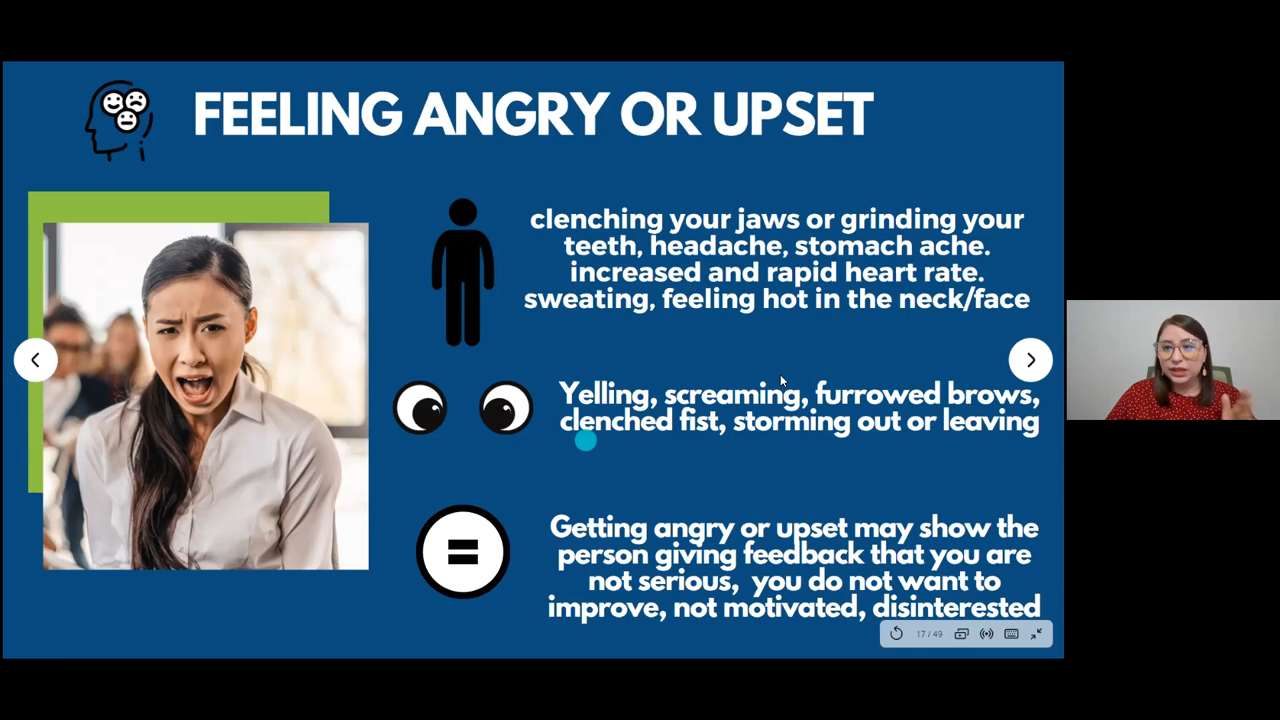 FEELING ANGRY OR UPSET
clenching your jaws or grinding your
teeth, headache, stomach ache.
increased and rapid heart rate.
sweating, feeling hot in the neck/face
Yelling, screaming, furrowed brows,
clenched fist, storming out or leaving
Getting angry or upset may show the
person giving feedback that you are
not serious, you do not want to
improve, not motivated, disinterested
17 / 49